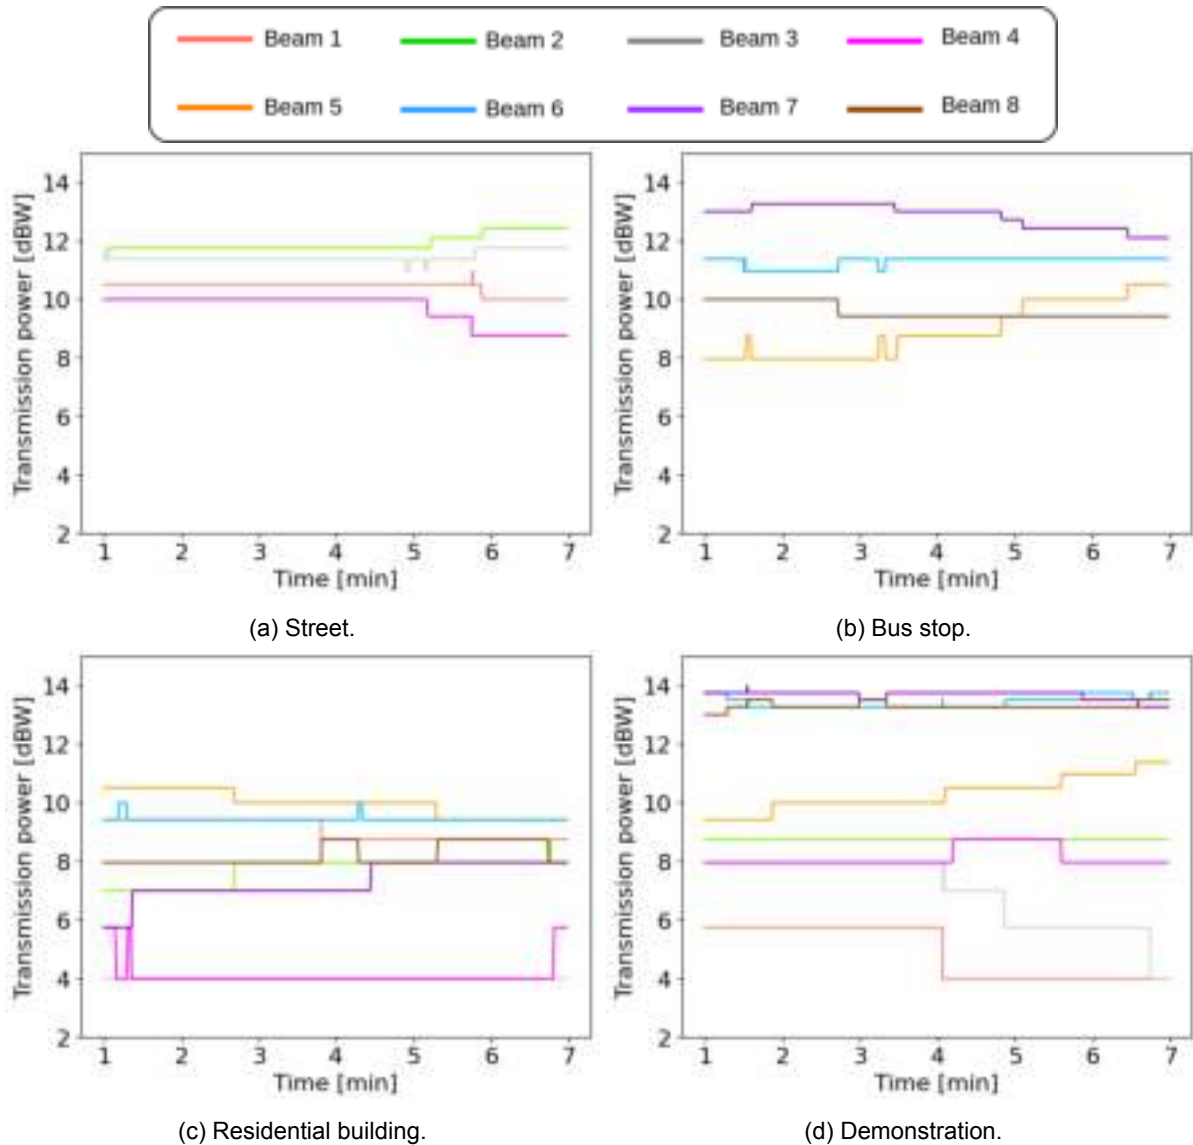 Beam 1 Beam 2 Beam 3 Beam 4
Beam 5 Beam 6 Beam 7 Beam 8
Transmission power [dBW]
14
12
10
8
6
4
2
1 2 3 4 5 6 7
Time [min]
(a) Street.
Transmission power [dBW]
14
12
10
8
6
4
2
1 2 3 4 5 6 7
Time [min]
(b) Bus stop.
Transmission power [dBW]
14
12
10
8
6
4
2
1 2 3 4 5 6 7
Time [min]
(c) Residential building.
Transmission power [dBW]
14
12
10
8
6
4
2
1 2 3 4 5 6 7
Time [min]
(d) Demonstration.